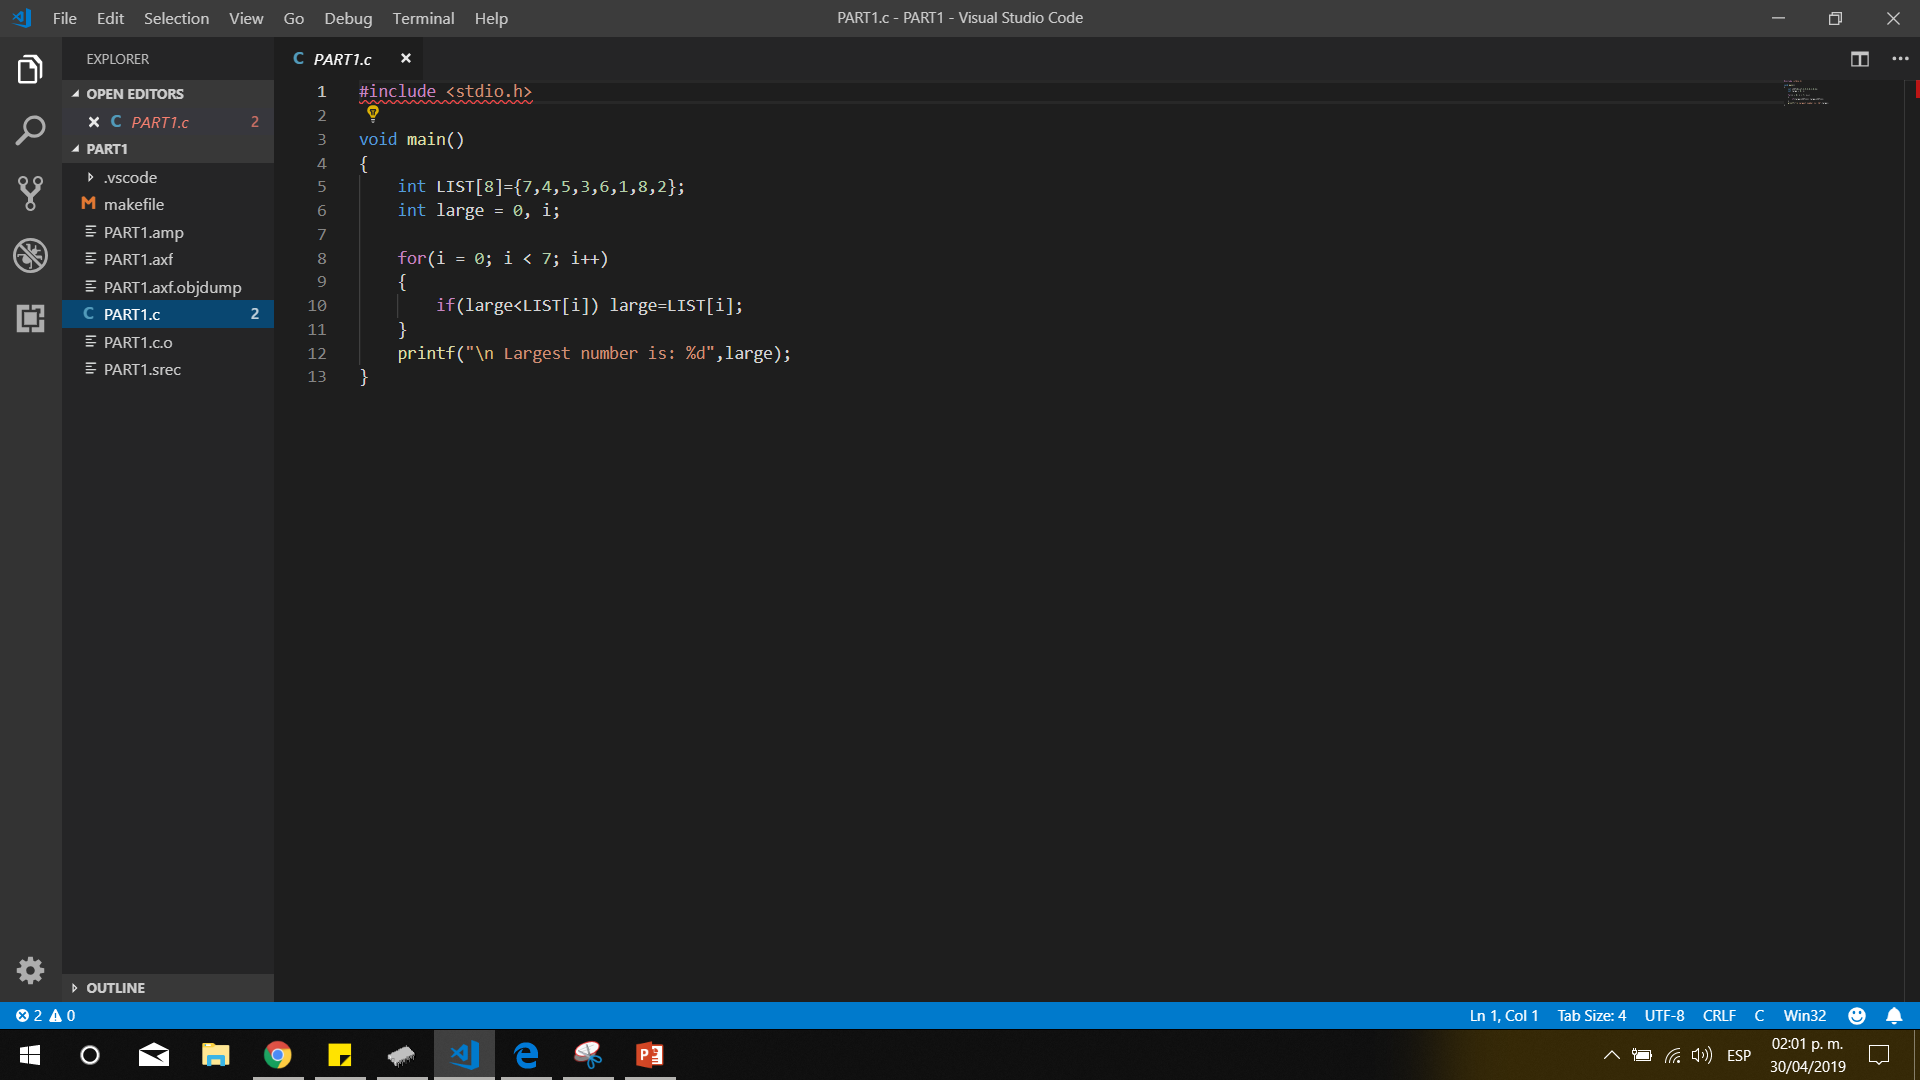 File Edit Selection View Go Debug Terminal Help
PART1.c - PART1 - Visual Studio Code
EXPLORER
OPEN EDITORS
C PART1.c 2
PART1
.vscode
M makefile
PART1.amp
PART1.axf
PART1.axf.objdump
C PART1.c 2
PART1.c.o
PART1.srec
OUTLINE
C PART1.c
1 #include <stdio.h>
2
3 void main()
4 {
5 int LIST[8]={7,4,5,3,6,1,8,2};
6 int large = 0, i;
7
8 for(i = 0; i < 7; i++)
9 {
10 if(large<LIST[i]) large=LIST[i];
11 }
12 printf("\n Largest number is: %d",large);
13 }
2 0
Ln 1, Col 1 Tab Size: 4 UTF-8 CRLF C Win32
ESP
02:01 p. m.
30/04/2019